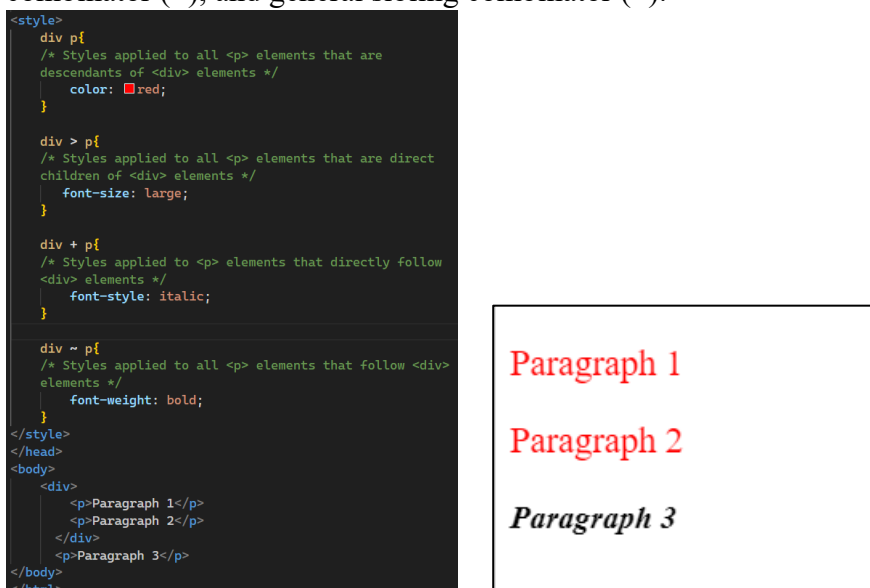 <style>
div p{
/* Styles applied to all <p> elements that are
descendants of <div> elements */
color: red;
}
div > p{
/* Styles applied to all <p> elements that are direct
children of <div> elements */
font-size: large;
}
div + p{
/* Styles applied to <p> elements that directly follow
<div> elements */
font-style: italic;
}
div ~ p{
/* Styles applied to all <p> elements that follow <div>
elements */
font-weight: bold;
}
</style>
</head>
<body>
<div>
<p>Paragraph 1</p>
<p>Paragraph 2</p>
</div>
<p>Paragraph 3</p>
</body>
Paragraph 1
Paragraph 2
Paragraph 3